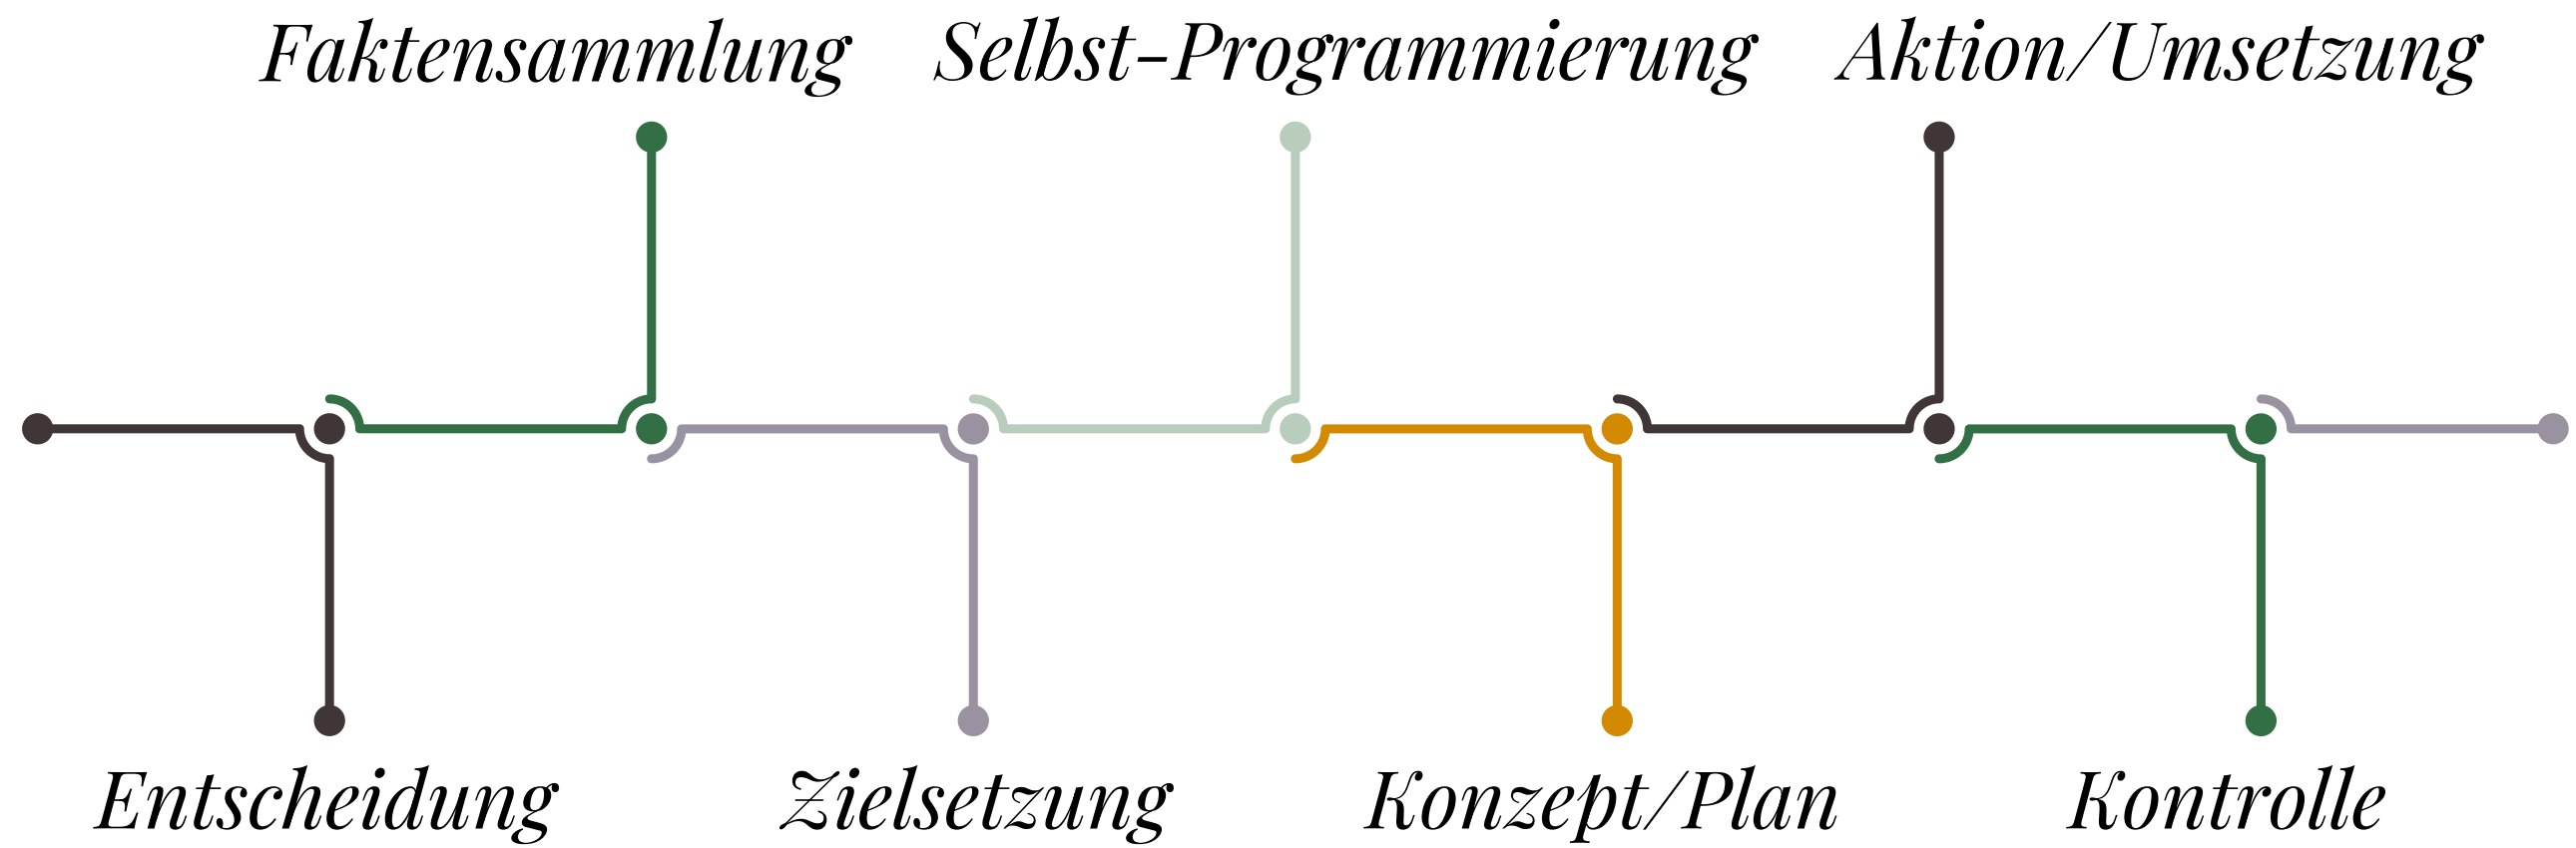 Faktensammlung
Selbst-Programmierung
Aktion/Umsetzung
Entscheidung
Zielsetzung
Konzept/Plan
Kontrolle